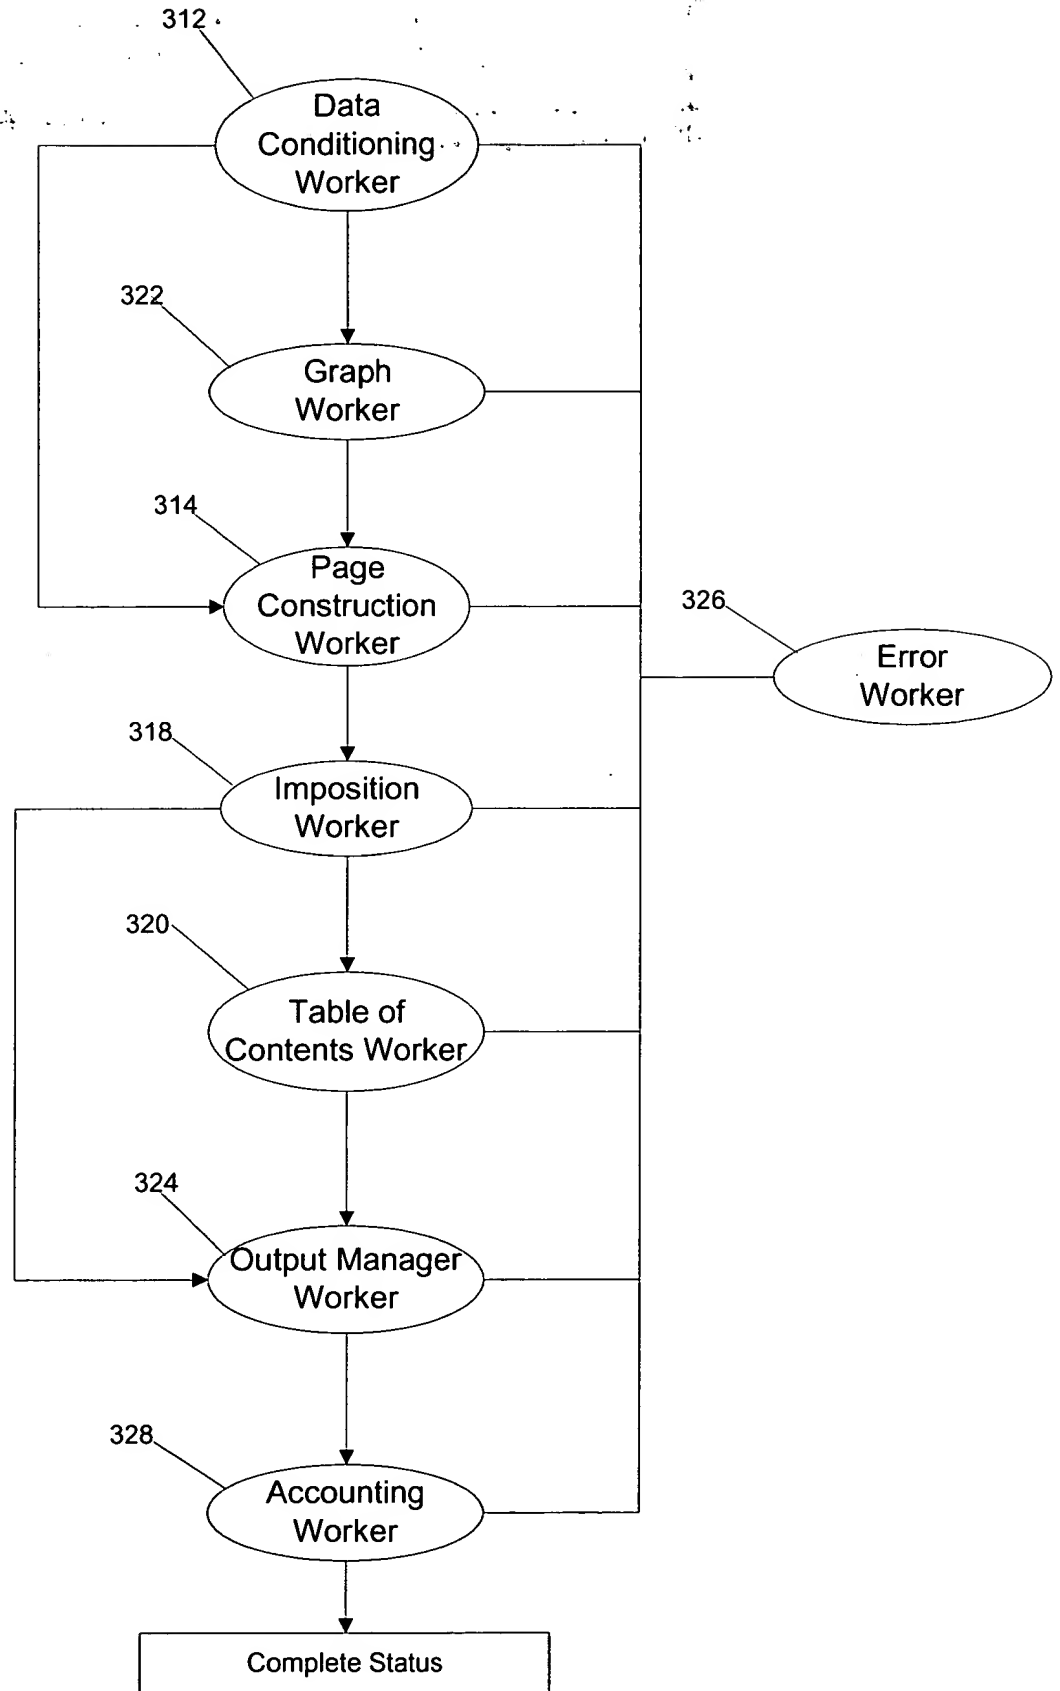 312
Data
Conditioning
Worker
322
Graph
Worker
314
Page
Construction
Worker
326
Error
Worker
318
Imposition
Worker
320
Table of
Contents Worker
324
Output Manager
Worker
328
Accounting
Worker
Complete Status